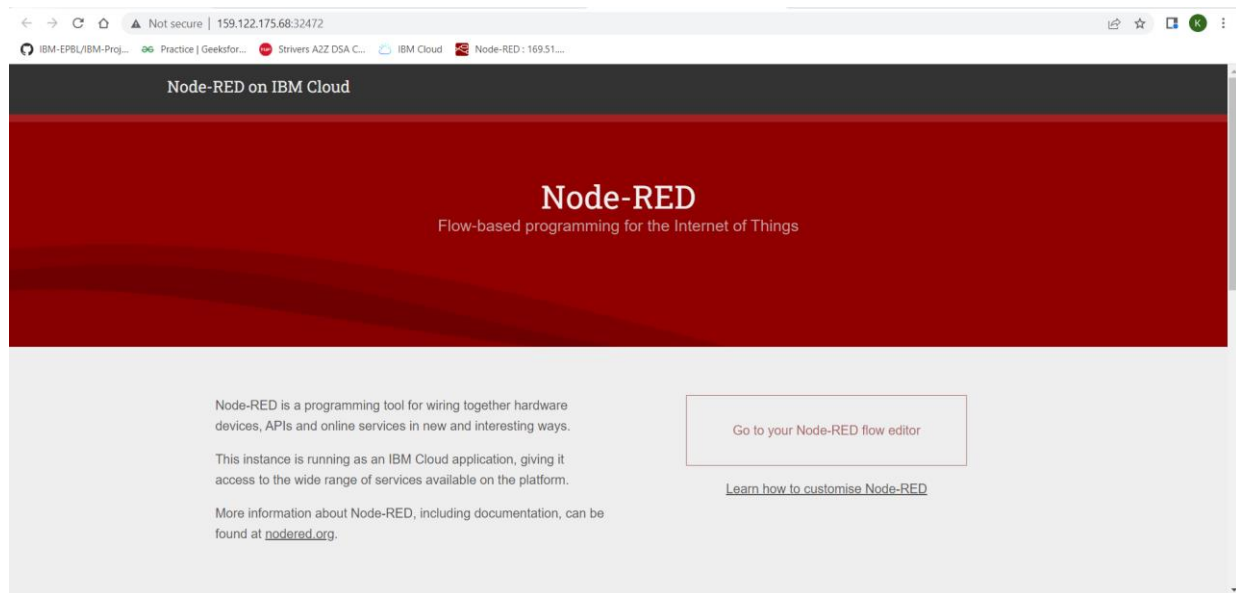 Not secure | 159.122.175.68:32472
K
IBM-EPBL/IBM-Proj... Practice | Geeksfor... Strivers A2Z DSA C... IBM Cloud Node-RED : 169.51....
Node-RED on IBM Cloud
Node-RED
Flow-based programming for the Internet of Things
Node-RED is a programming tool for wiring together hardware
devices, APIs and online services in new and interesting ways.
This instance is running as an IBM Cloud application, giving it
access to the wide range of services available on the platform.
More information about Node-RED, including documentation, can be
found at nodered.org.
Go to your Node-RED flow editor
Learn how to customise Node-RED